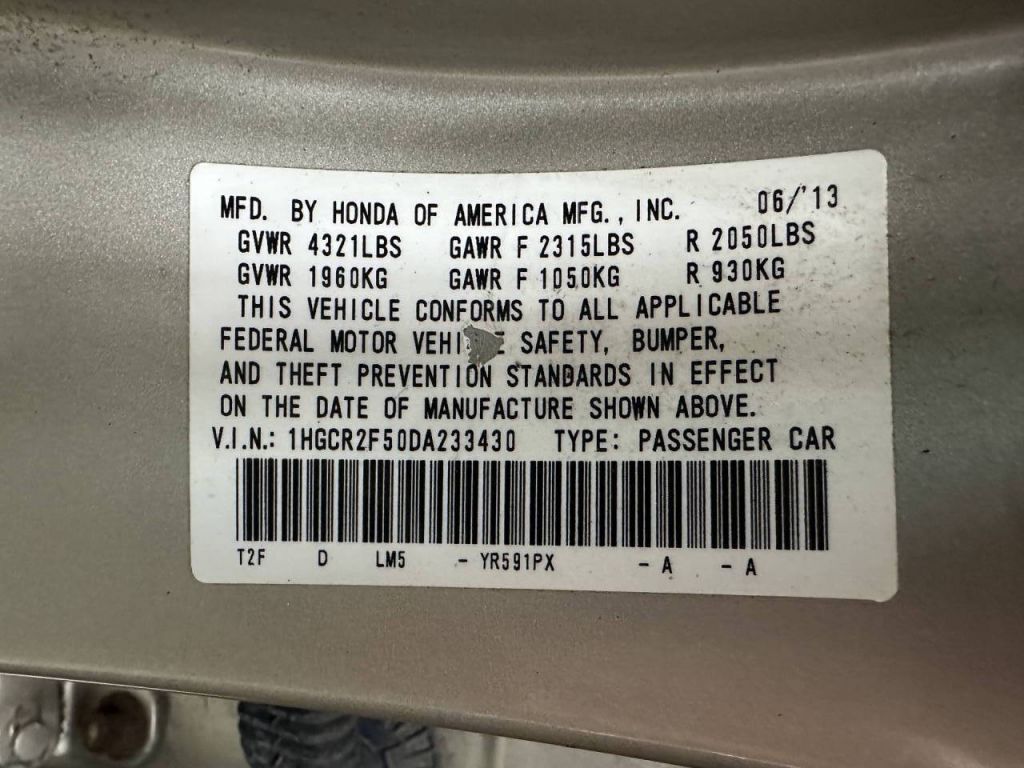 MFD. BY HONDA OF AMERICA MFG., INC. 06/'13
GVWR 4321LBS GAWR F 2315LBS R 2050LBS
GVWR 1960KG GAWR F 1050KG R 930KG
THIS VEHICLE CONFORMS TO ALL APPLICABLE
FEDERAL MOTOR VEHICLE SAFETY, BUMPER,
AND THEFT PREVENTION STANDARDS IN EFFECT
ON THE DATE OF MANUFACTURE SHOWN ABOVE.
V.I.N.: 1HGCR2F50DA233430 TYPE: PASSENGER CAR
T2F D LM5 - YR591PX - A - A